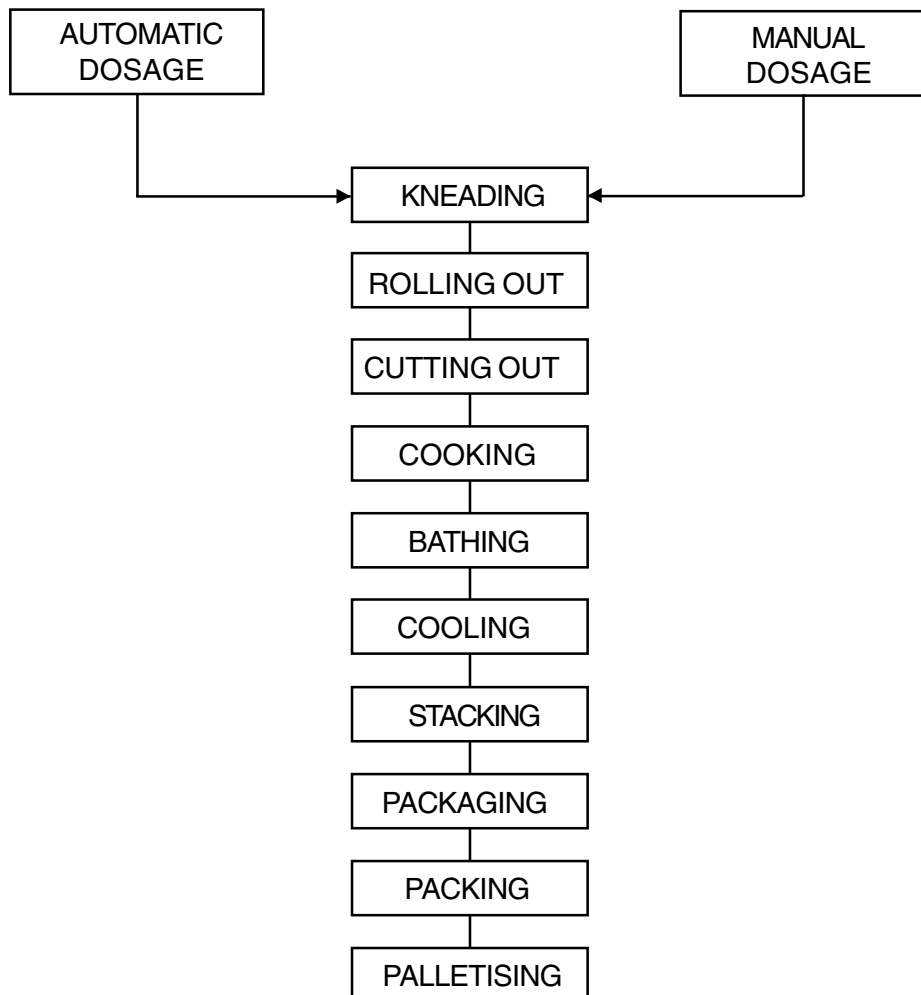 AUTOMATIC
DOSAGE
MANUAL
DOSAGE
KNEADING
ROLLING OUT
CUTTING OUT
COOKING
BATHING
COOLING
STACKING
PACKAGING
PACKING
PALLETISING